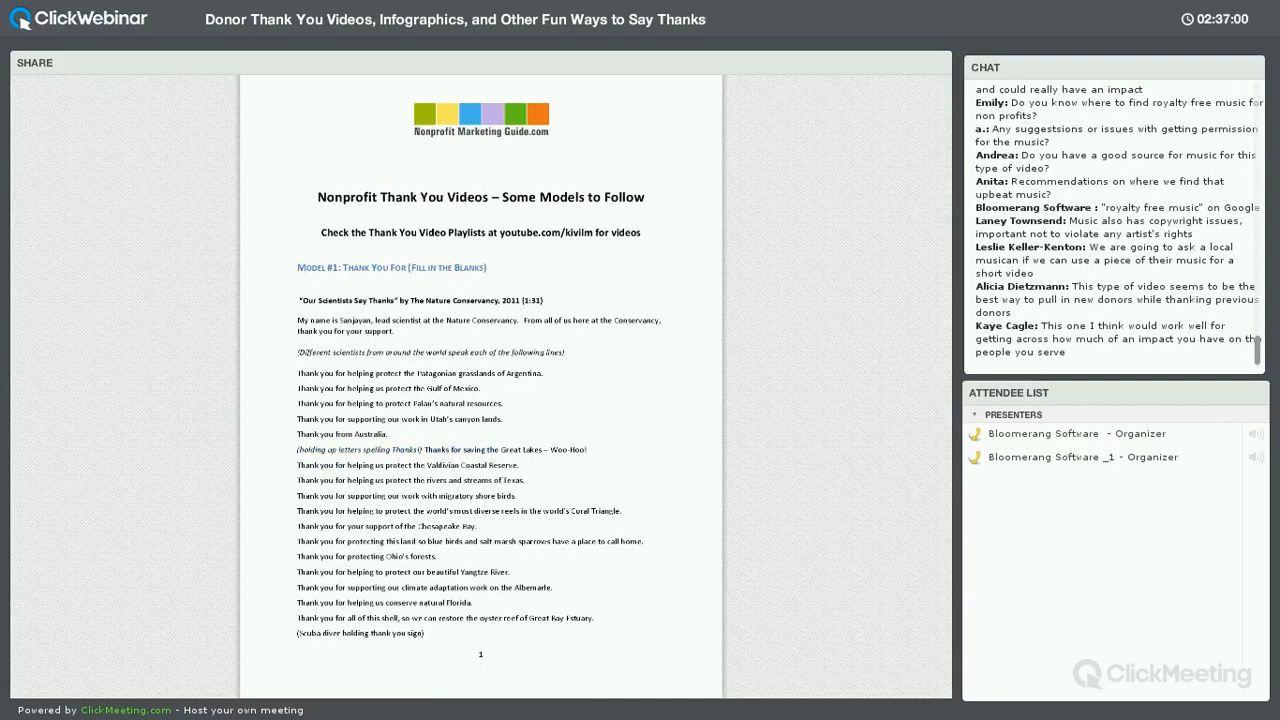 ClickWebinar
Donor Thank You Videos, Infographics, and Other Fun Ways to Say Thanks
02:37:00
SHARE
Nonprofit Marketing Guide.com
Nonprofit Thank You Videos – Some Models to Follow
Check the Thank You Video Playlists at youtube.com/kivilm for videos
MODEL #1: THANK YOU FOR (FILL IN THE BLANKS)
"Our Scientists Say Thanks" by The Nature Conservancy, 2011 (1:31)
My name is Sanjayan, lead scientist at the Nature Conservancy. From all of us here at the Conservancy,
thank you for your support.
(Different scientists from around the world speak each of the following lines)
Thank you for helping protect the Patagonian grasslands of Argentina.
Thank you for helping us protect the Gulf of Mexico.
Thank you for helping to protect Palau's natural resources.
Thank you for supporting our work in Utah's canyon lands.
Thank you from Australia.
(holding up letters spelling Thanks!) Thanks for saving the Great Lakes – Woo-Hoo!
Thank you for helping us protect the Valdivian Coastal Reserve.
Thank you for helping us protect the rivers and streams of Texas.
Thank you for supporting our work with migratory shore birds.
Thank you for helping to protect the world's most diverse reels in the world's Coral Triangle.
Thank you for your support of the Chesapeake Bay.
Thank you for protecting this land so blue birds and salt marsh sparrows have a place to call home.
Thank you for protecting Ohio's forests.
Thank you for helping to protect our beautiful Yangtze River.
Thank you for supporting our climate adaptation work on the Albemarle.
Thank you for helping us conserve natural Florida.
Thank you for all of this shell, so we can restore the oyster reef of Great Bay Estuary.
(Scuba diver holding thank you sign)
1
CHAT
and could really have an impact
Emily: Do you know where to find royalty free music for
non profits?
a.: Any suggestsions or issues with getting permission
for the music?
Andrea: Do you have a good source for music for this
type of video?
Anita: Recommendations on where we find that
upbeat music?
Bloomerang Software : "royalty free music" on Google
Laney Townsend: Music also has copyright issues,
important not to violate any artist's rights
Leslie Keller-Kenton: We are going to ask a local
musican if we can use a piece of their music for a
short video
Alicia Dietzmann: This type of video seems to be the
best way to pull in new donors while thanking previous
donors
Kaye Cagle: This one I think would work well for
getting across how much of an impact you have on the
people you serve
ATTENDEE LIST
PRESENTERS
Bloomerang Software - Organizer
Bloomerang Software _1 - Organizer
ClickMeeting
Powered by ClickMeeting.com - Host your own meeting